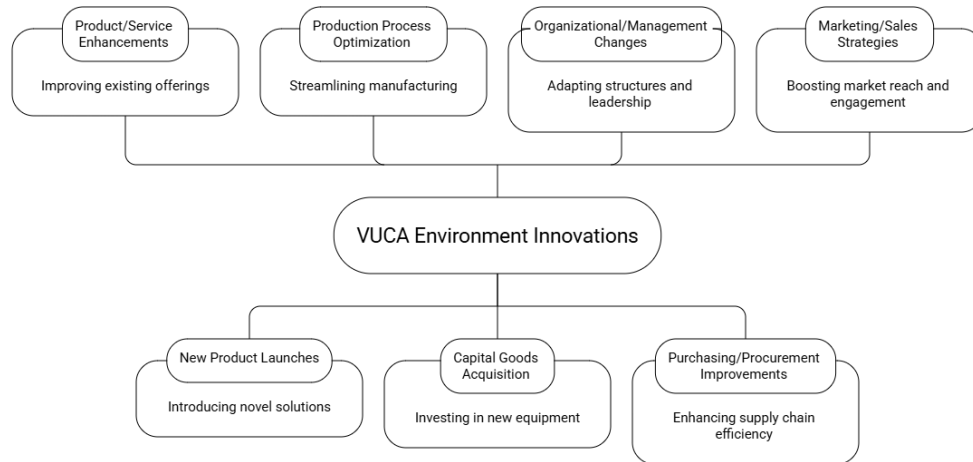 Product/Service
Enhancements
Improving existing offerings
Production Process
Optimization
Streamlining manufacturing
Organizational/Management
Changes
Adapting structures and
leadership
Marketing/Sales
Strategies
Boosting market reach and
engagement
VUCA Environment Innovations
New Product Launches
Introducing novel solutions
Capital Goods
Acquisition
Investing in new equipment
Purchasing/Procurement
Improvements
Enhancing supply chain
efficiency